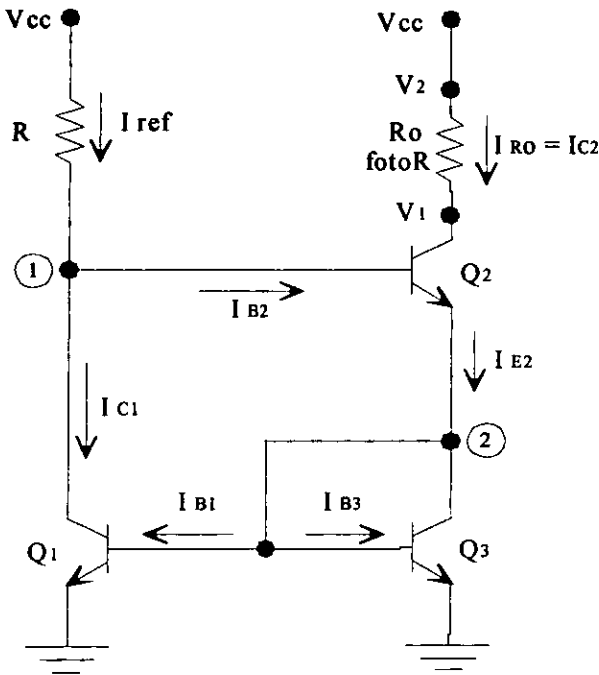 Vcc
Vcc
V2
R
I ref
Ro
fotoR
I RO = IC2
V1
1
Q2
I B2
I E2
I C1
2
I B1
I B3
Q1
Q3